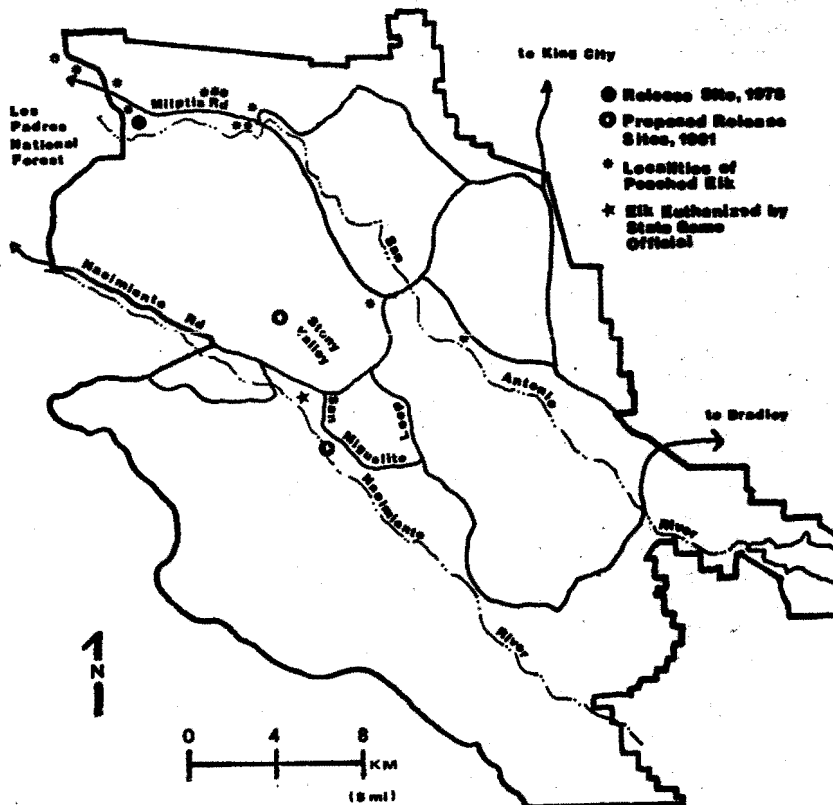 to King City
Release Site, 1978
Proposed Release
Sites, 1981
Localities of
Poached Elk
Elk Euthanized by
State Game
Official
Milpitas Rd
Los
Padres
National
Forest
San
Nacimiento Rd
Stony
Valley
Antonio
to Bradley
San
Loop
Miguelito
Nacimiento
River
River
N
0 4 8
KM
(5 mi)